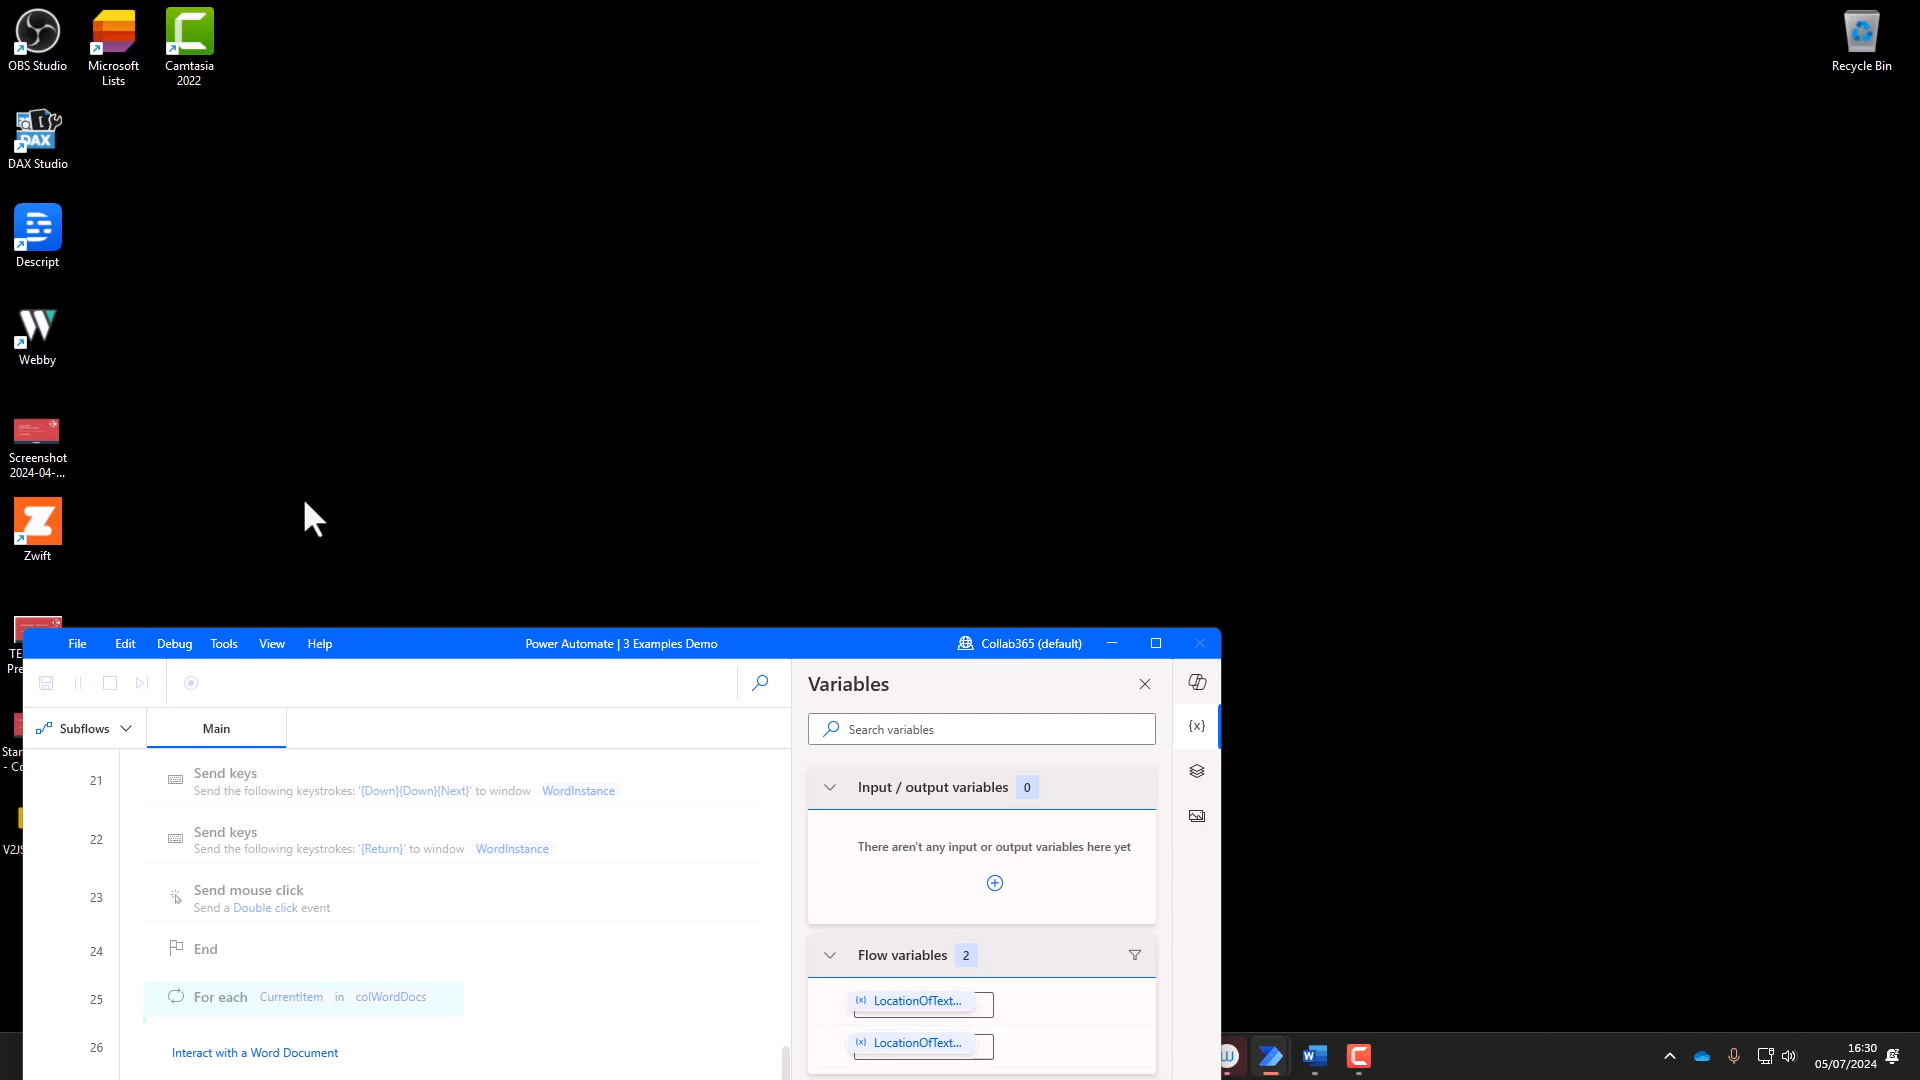 OBS Studio
Microsoft
Lists
Camtasia
2022
Recycle Bin
DAX
DAX Studio
Descript
Webby
Screenshot
2024-04-...
Zwift
File Edit Debug Tools View Help
Power Automate | 3 Examples Demo
Collab365 (default)
Subflows
Main
Variables
Search variables
{x}
21
Send keys
Send the following keystrokes: '{Down}{Down}{Next}' to window WordInstance
22
Send keys
Send the following keystrokes: '{Return}' to window WordInstance
23
Send mouse click
Send a Double click event
24
End
25
For each CurrentItem in colWordDocs
26
Interact with a Word Document
Input / output variables 0
There aren't any input or output variables here yet
Flow variables 2
(x) LocationOfText...
(x) LocationOfText...
16:30
05/07/2024